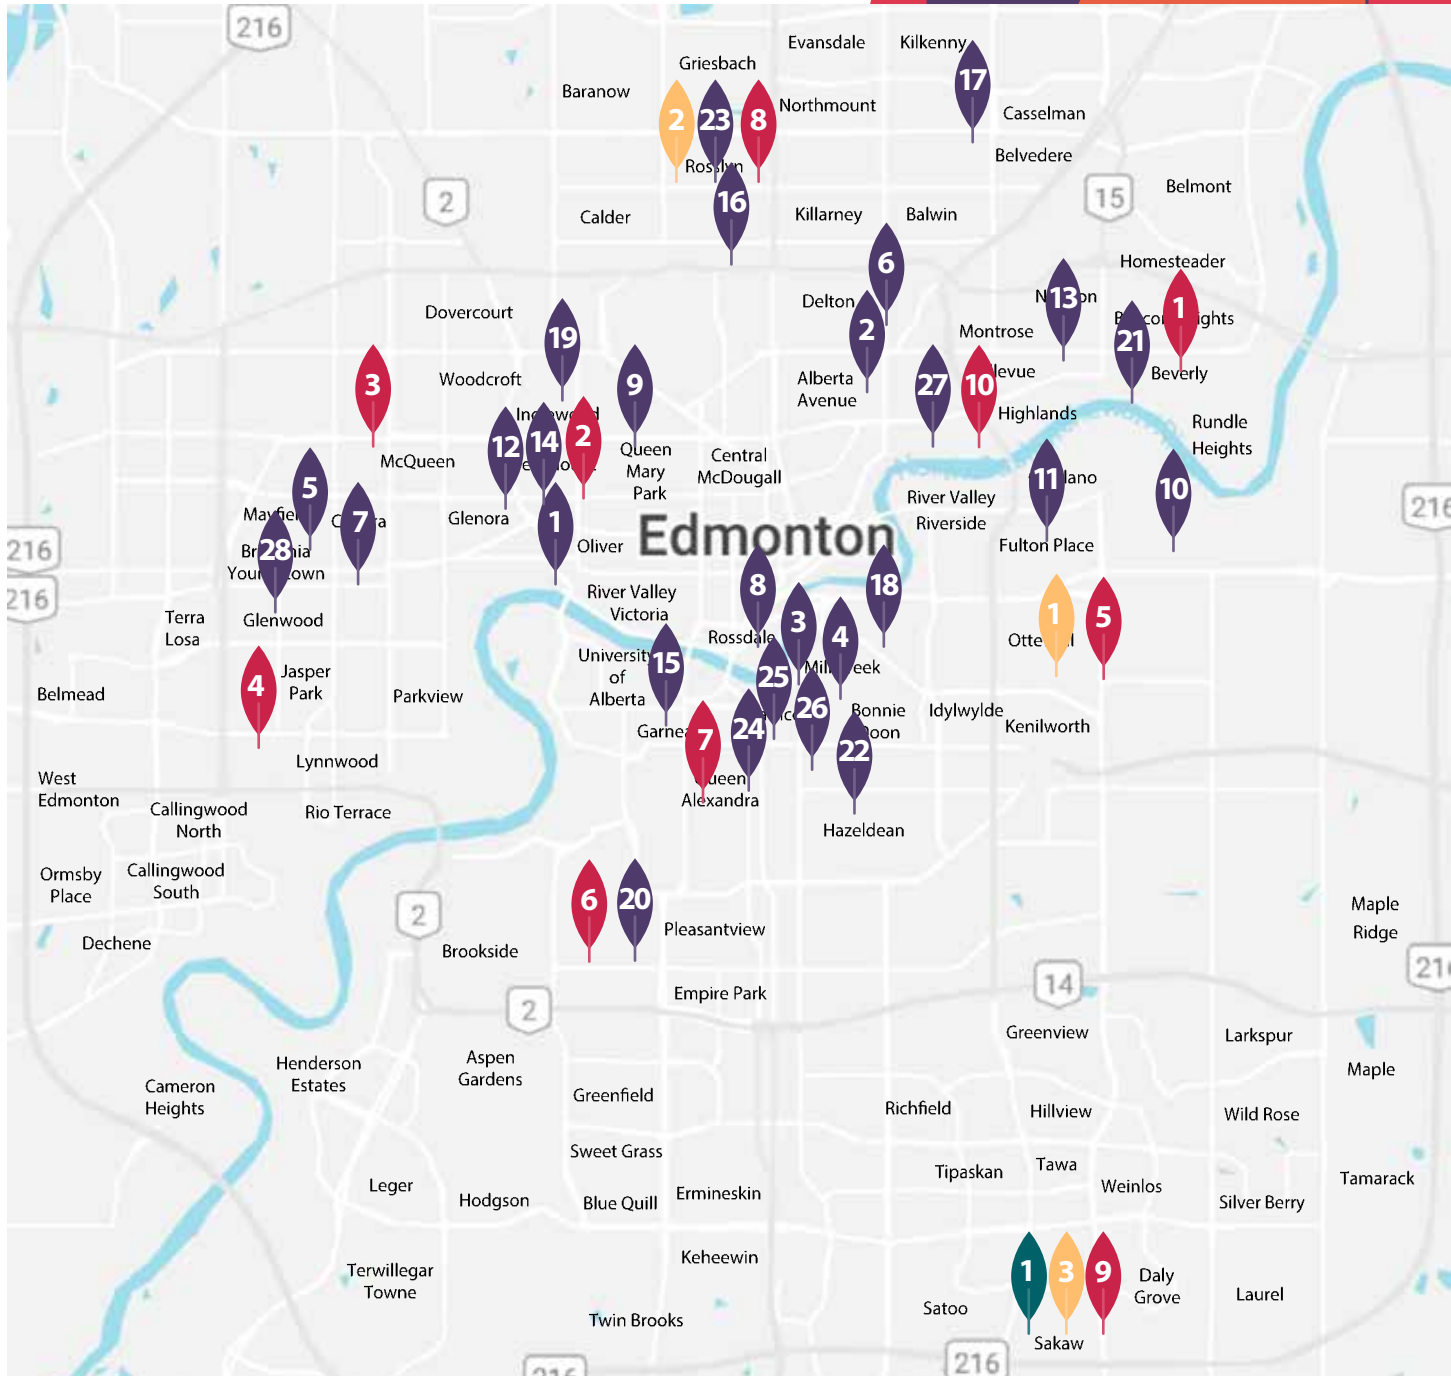 216
Evansdale
Kilkenny
Griesbach
17
Baranow
2
23
8
Northmount
Casselman
Rosslyn
Belvedere
2
16
15
Belmont
Calder
Killarney
Balwin
6
Homesteader
Delton
13
1
Dovercourt
19
2
Montrose
21
3
Woodcroft
9
Alberta
Avenue
27
10
Beverly
Highlands
12
14
2
Rundle
Heights
McQueen
Queen
Mary
Park
Central
McDougall
5
11
10
7
Glenora
1
Oliver
Edmonton
River Valley
Riverside
216
216
28
Fulton Place
216
8
18
River Valley
Victoria
3
4
1
5
Terra
Losa
Glenwood
Rossdale
University
of
Alberta
15
25
4
Jasper
Park
Belmead
Parkview
26
Bonnie
Idylwylde
Kenilworth
7
24
22
Lynnwood
West
Edmonton
Alexandra
Callingwood
North
Rio Terrace
Hazeldean
Ormsby
Place
Callingwood
South
6
20
2
Maple
Ridge
Dechene
Brookside
Pleasantview
216
Empire Park
14
2
Greenview
Larkspur
Henderson
Estates
Aspen
Gardens
Maple
Cameron
Heights
Greenfield
Richfield
Hillview
Wild Rose
Sweet Grass
Tipaskan
Tawa
Leger
Hodgson
Blue Quill
Ermineskin
Weinlos
Silver Berry
Tamarack
Keheewin
Terwillegar
Towne
1
3
9
Daly
Grove
Satoo
Laurel
Twin Brooks
Sakaw
216
216